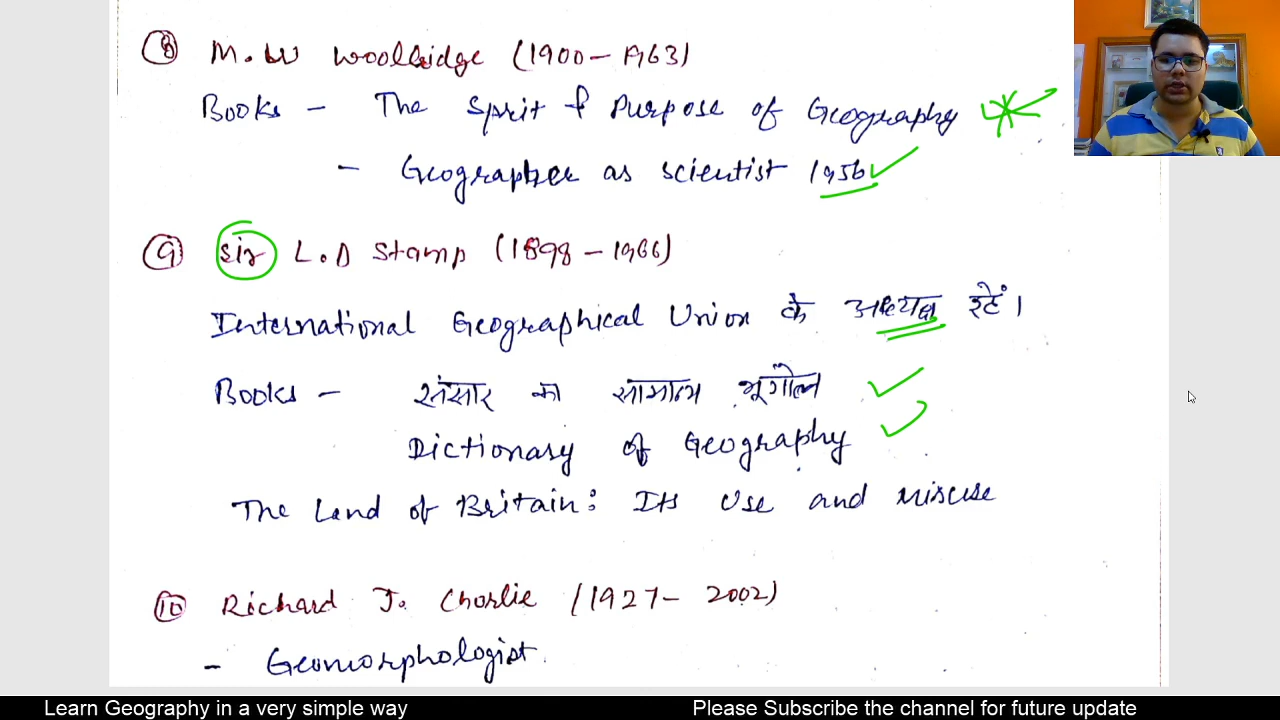 ⑧ M.W Woolbidge (1900 - 1963)
Books - The Sprit & Purpose of Geography
- Geographer as scientist 1956
⑨ Sir L.D Stamp (1898 - 1966)
International Geographical Union के अध्यक्ष रहें।
Books - संसार का सामान्य भूगोल
Dictionary of Geography
The Land of Britain: Its Use and Misuse
⑩ Richard J. Chorlie (1927 - 2002)
- Geomorphologist.
Learn Geography in a very simple way
Please Subscribe the channel for future update